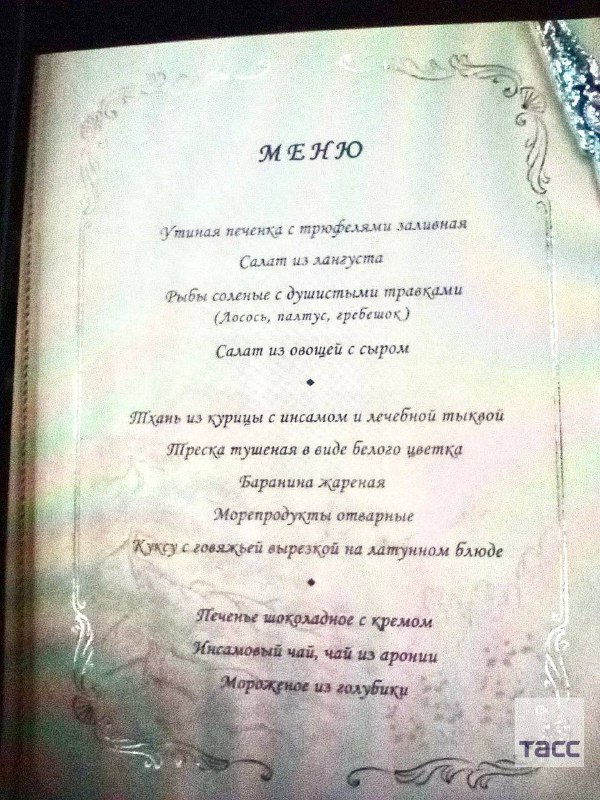 МЕНЮ
Утиная печенка с трюфелями заливная
Салат из лангуста
Рыбы соленые с душистыми травками
(Лосось, палтус, гребешок)
Салат из овощей с сыром
Тхань из курицы с инсамом и лечебной тыквой
Треска тушеная в виде белого цветка
Баранина жареная
Морепродукты отварные
Куксу с говяжьей вырезкой на латунном блюде
Печенье шоколадное с кремом
Инсамовый чай, чай из аронии
Мороженое из голубики
ТАСС